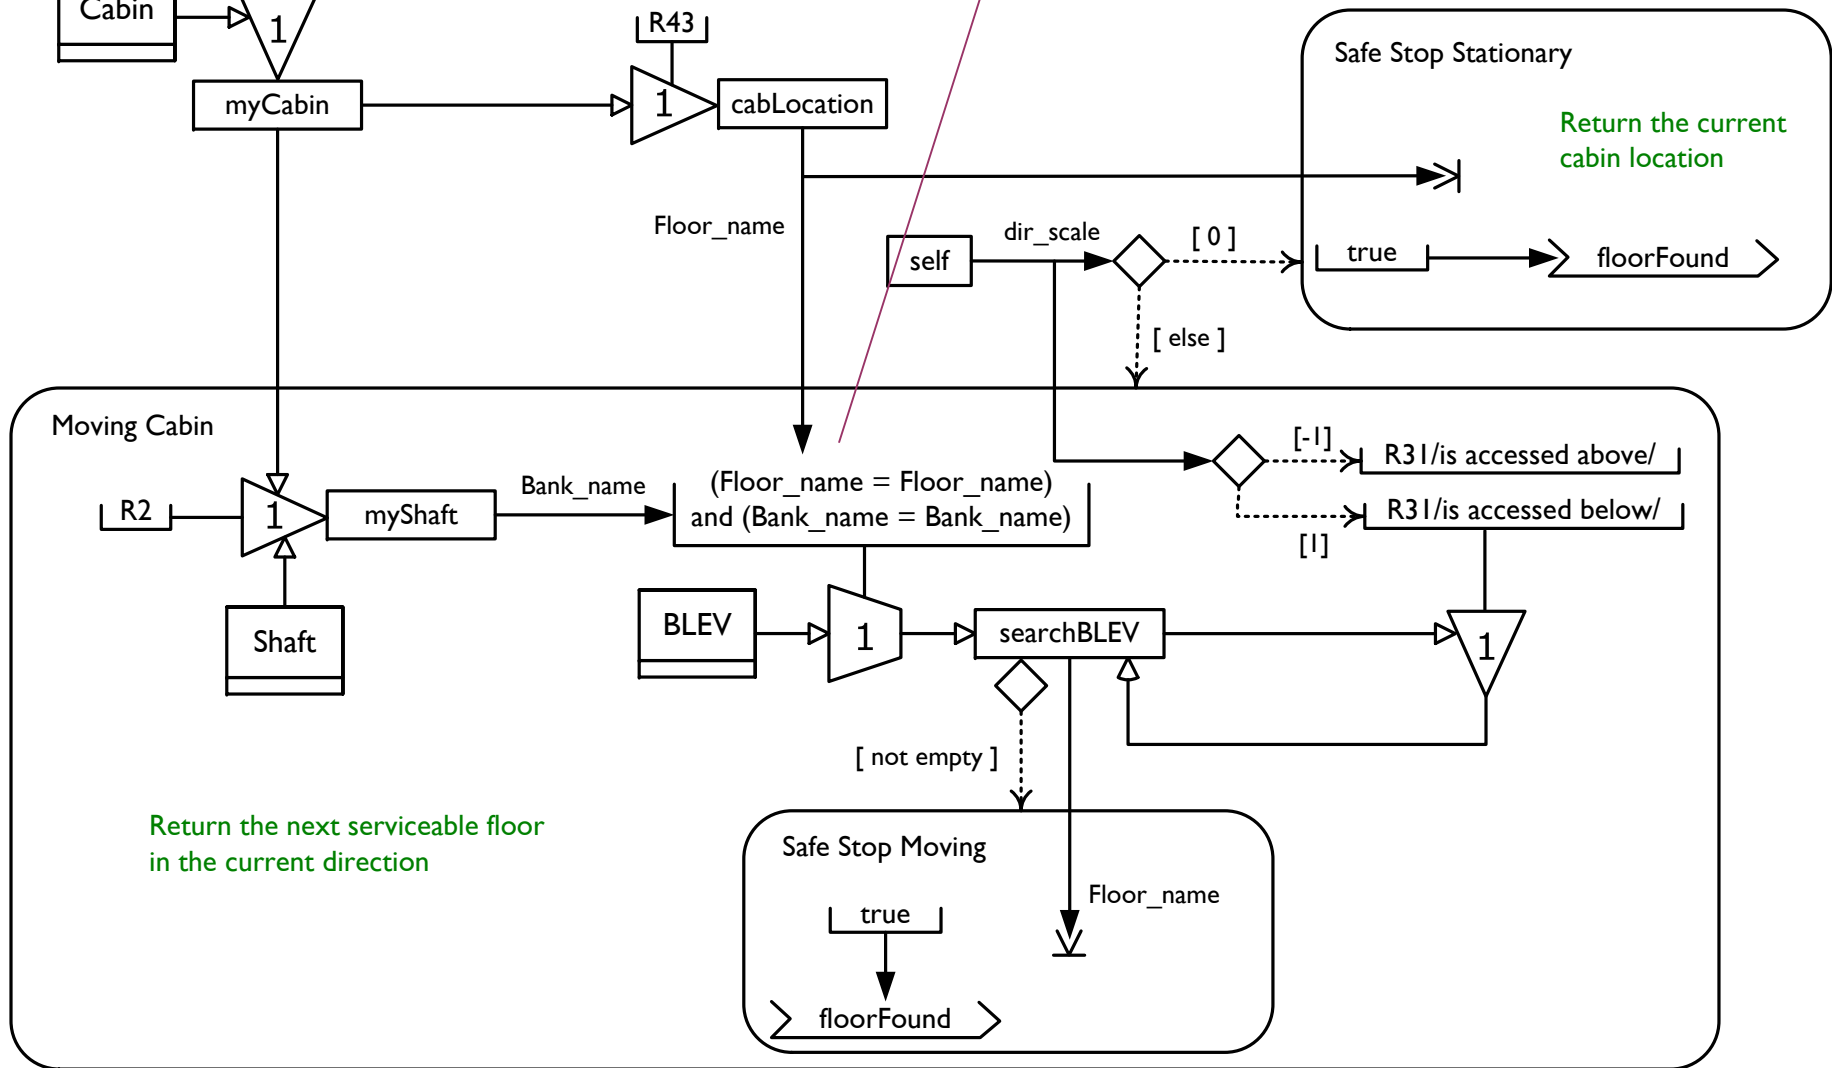 Cabin
1
R43
myCabin
1
cabLocation
Safe Stop Stationary
Return the current
cabin location
Floor_name
self
dir_scale
[ 0 ]
true
floorFound
[ else ]
Moving Cabin
[-1]
R31/is accessed above/
R2
1
myShaft
Bank_name
(Floor_name = Floor_name)
and (Bank_name = Bank_name)
R31/is accessed below/
[1]
Shaft
BLEV
1
searchBLEV
1
[ not empty ]
Return the next serviceable floor
in the current direction
Safe Stop Moving
true
Floor_name
floorFound